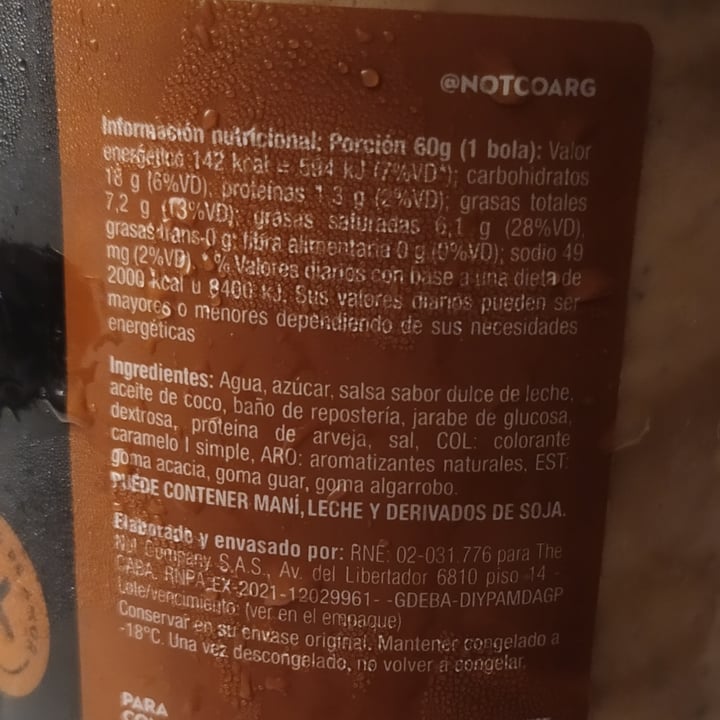 @NOTCOARG
Información nutricional: Porción 60g (1 bola): Valor
energético 142 kcal = 594 kJ (7%VD*); carbohidratos
18 g (6%VD), proteínas 1,3 g (2%VD); grasas totales
7,2 g (13%VD); grasas saturadas 6,1 g (28%VD),
grasas trans 0 g; fibra alimentaria 0 g (0%VD); sodio 49
mg (2%VD). * % Valores diarios con base a una dieta de
2000 kcal u 8400 kJ. Sus valores diarios pueden ser
mayores o menores dependiendo de sus necesidades
energéticas
Ingredientes: Agua, azúcar, salsa sabor dulce de leche,
aceite de coco, baño de repostería, jarabe de glucosa,
dextrosa, proteína de arveja, sal, COL: colorante
caramelo I simple, ARO: aromatizantes naturales, EST:
goma acacia, goma guar, goma algarrobo.
PUEDE CONTENER MANÍ, LECHE Y DERIVADOS DE SOJA.
Elaborado y envasado por: RNE: 02-031.776 para The
Not Company S.A.S., Av. del Libertador 6810 piso 14 -
CABA. RNPA:EX-2021-12029961- -GDEBA-DIYPAMDAGP
Lote/vencimiento: (ver en el empaque)
Conservar en su envase original. Mantener congelado a
-18°C. Una vez descongelado, no volver a congelar.
PARA